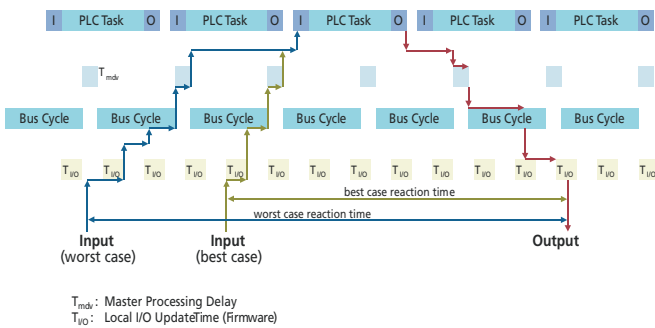 I PLC Task O I PLC Task O I PLC Task O I PLC Task O I PLC Task O
Tmdv
Bus Cycle Bus Cycle Bus Cycle Bus Cycle Bus Cycle Bus Cycle Bus Cycle
TI/O TI/O TI/O TI/O TI/O TI/O TI/O TI/O TI/O TI/O TI/O TI/O TI/O TI/O TI/O
best case reaction time
worst case reaction time
Input Input Output
(worst case) (best case)
Tmdv: Master Processing Delay
TI/O: Local I/O UpdateTime (Firmware)